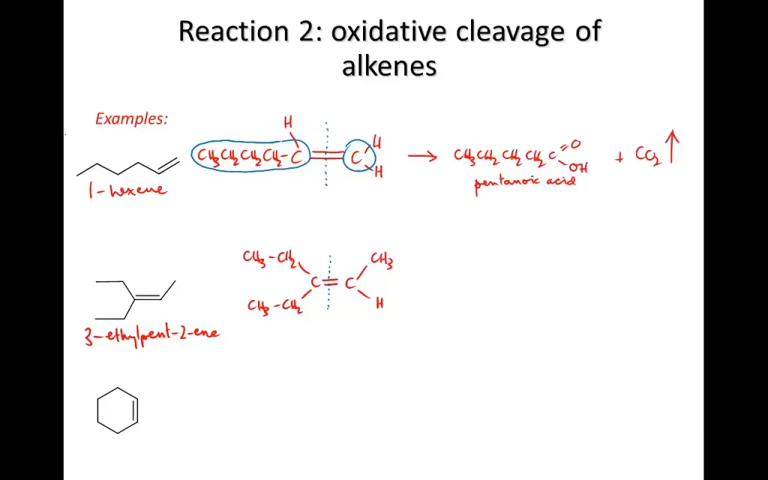 Reaction 2: oxidative cleavage of
alkenes
Examples:
H
CH3CH2CH2CH2-C = C H H → CH3CH2CH2CH2C=O OH + CO2 ↑
1-hexene
pentanoic acid
CH3-CH2 CH3
C = C
CH3-CH2 H
3-ethylpent-2-ene